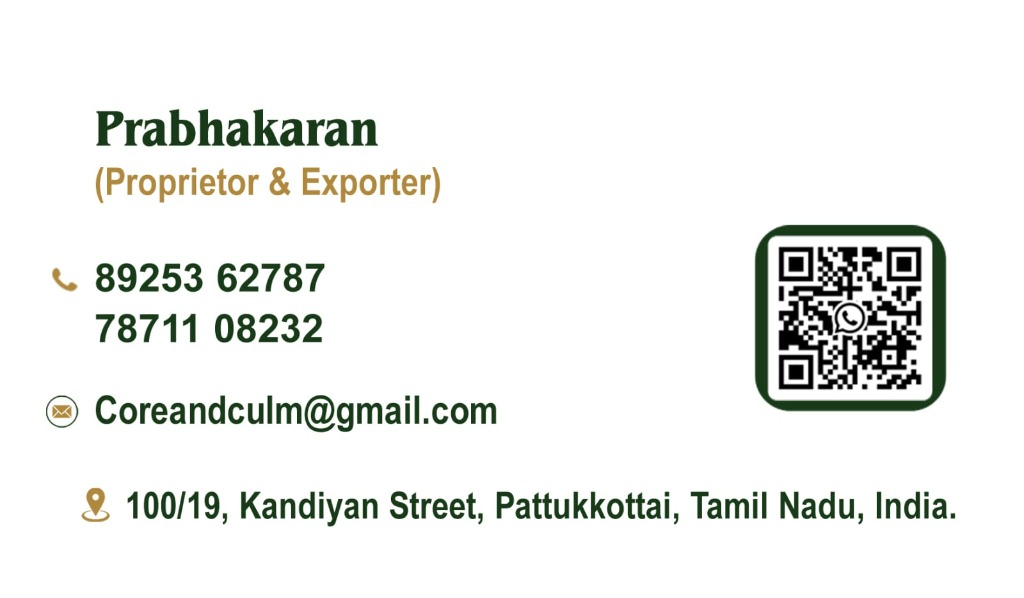 Prabhakaran
(Proprietor & Exporter)
89253 62787
78711 08232
Coreandculm@gmail.com
100/19, Kandiyan Street, Pattukkottai, Tamil Nadu, India.